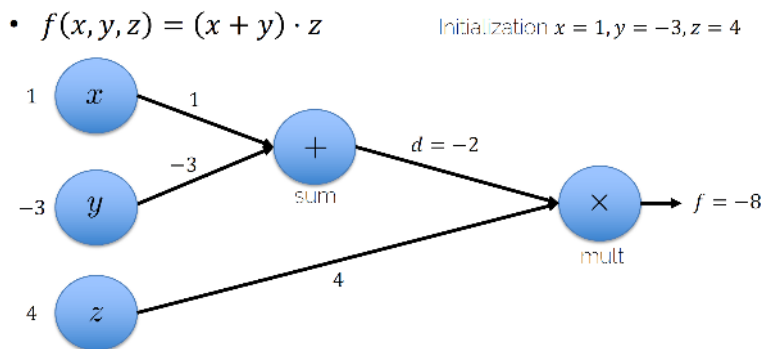 • f(x, y, z) = (x + y) · z
Initialization x = 1, y = −3, z = 4
1
x
1
−3
y
−3
+
sum
d = −2
×
mult
f = −8
4
z
4